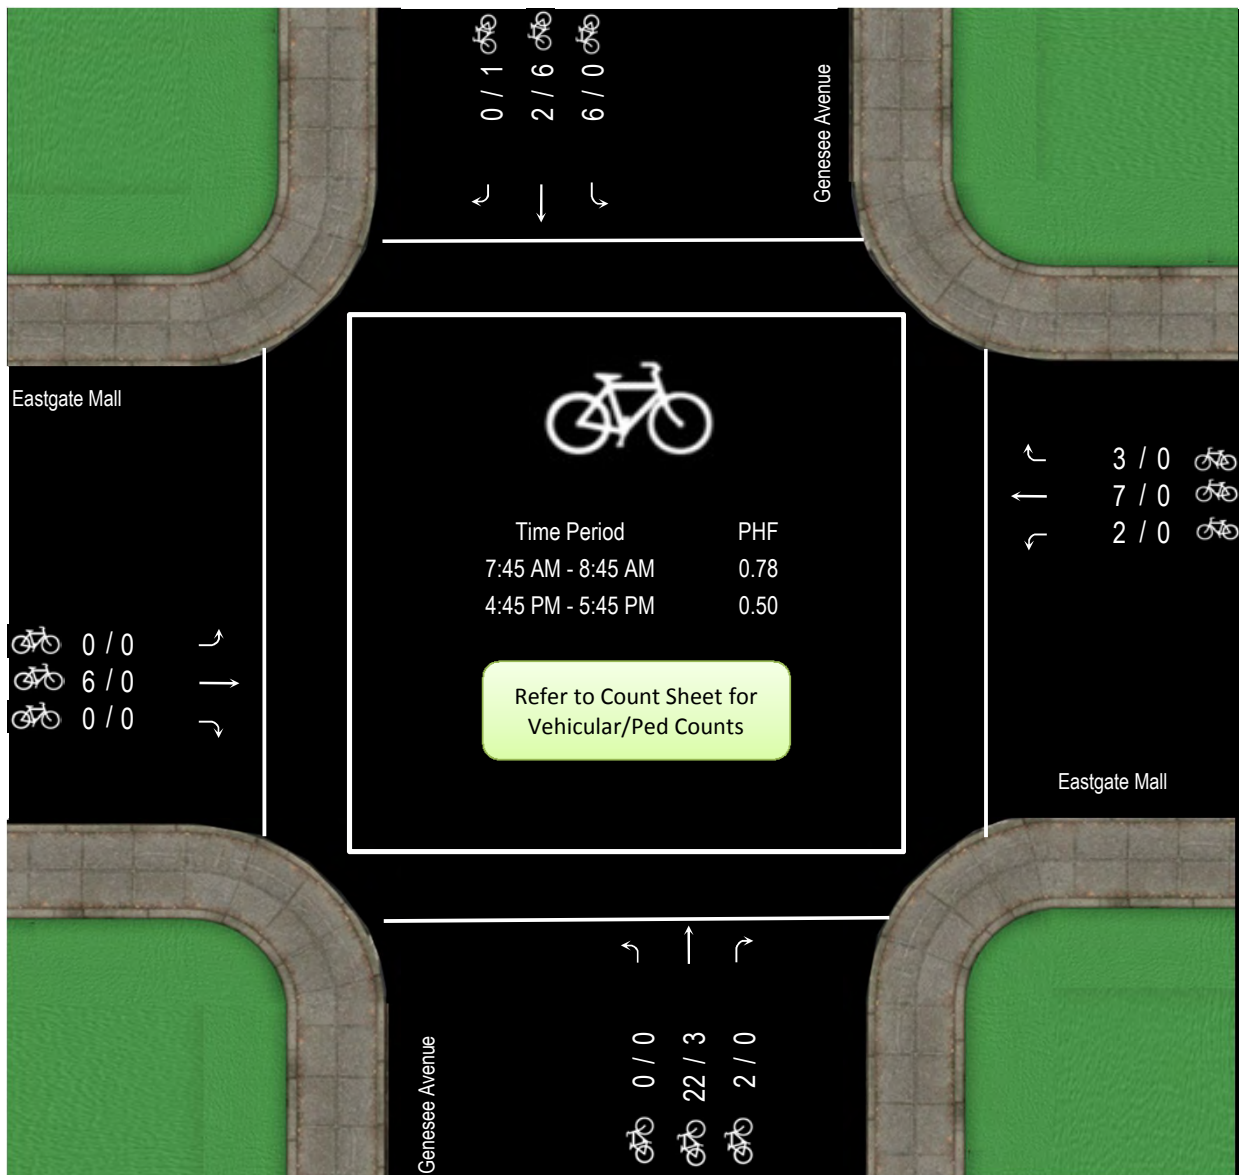 0 / 1
2 / 6
6 / 0
Genesee Avenue
Eastgate Mall
3 / 0
7 / 0
2 / 0
Time Period PHF
7:45 AM - 8:45 AM 0.78
4:45 PM - 5:45 PM 0.50
0 / 0
6 / 0
0 / 0
Refer to Count Sheet for
Vehicular/Ped Counts
Eastgate Mall
Genesee Avenue
0 / 0
22 / 3
2 / 0